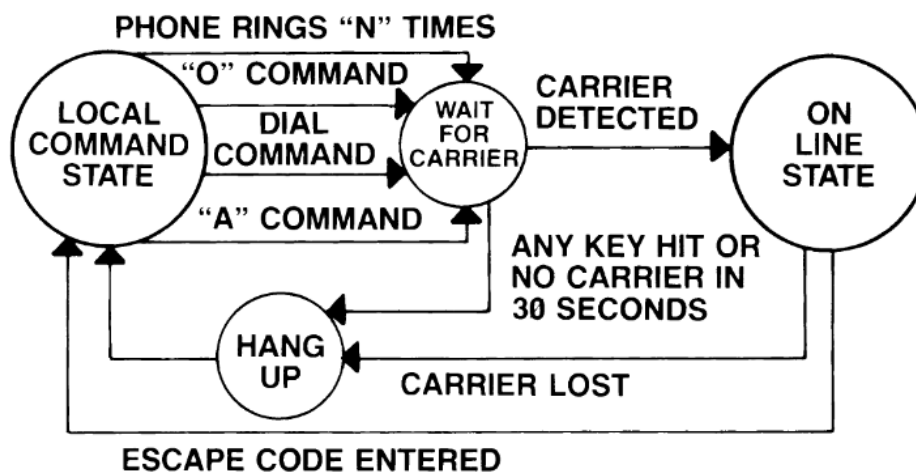 PHONE RINGS “N” TIMES
“O” COMMAND
LOCAL
COMMAND
STATE
DIAL
COMMAND
“A” COMMAND
WAIT
FOR
CARRIER
CARRIER
DETECTED
ON
LINE
STATE
ANY KEY HIT OR
NO CARRIER IN
30 SECONDS
HANG
UP
CARRIER LOST
ESCAPE CODE ENTERED